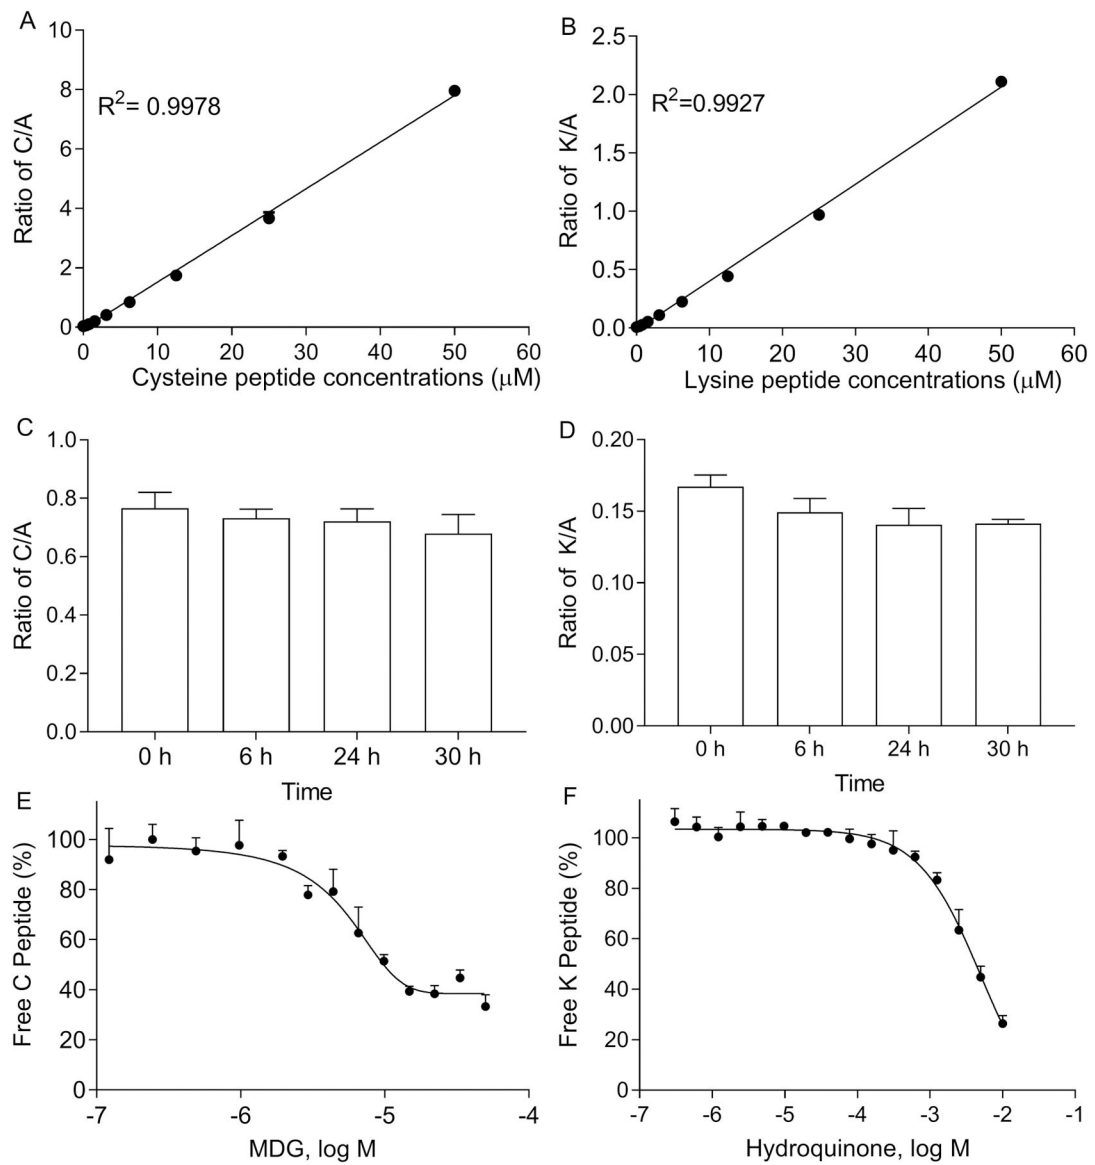 A
10
8
6
4
2
0
Ratio of C/A
R²= 0.9978
0 10 20 30 40 50 60
Cysteine peptide concentrations (μM)
B
2.5
2.0
1.5
1.0
0.5
0.0
Ratio of K/A
R²=0.9927
0 10 20 30 40 50 60
Lysine peptide concentrations (μM)
C
1.0
0.8
0.6
0.4
0.2
0.0
Ratio of C/A
0 h 6 h 24 h 30 h
Time
D
0.20
0.15
0.10
0.05
0.00
Ratio of K/A
0 h 6 h 24 h 30 h
Time
E
100
80
60
40
20
0
Free C Peptide (%)
-7 -6 -5 -4
MDG, log M
F
100
80
60
40
20
0
Free K Peptide (%)
-7 -6 -5 -4 -3 -2 -1
Hydroquinone, log M